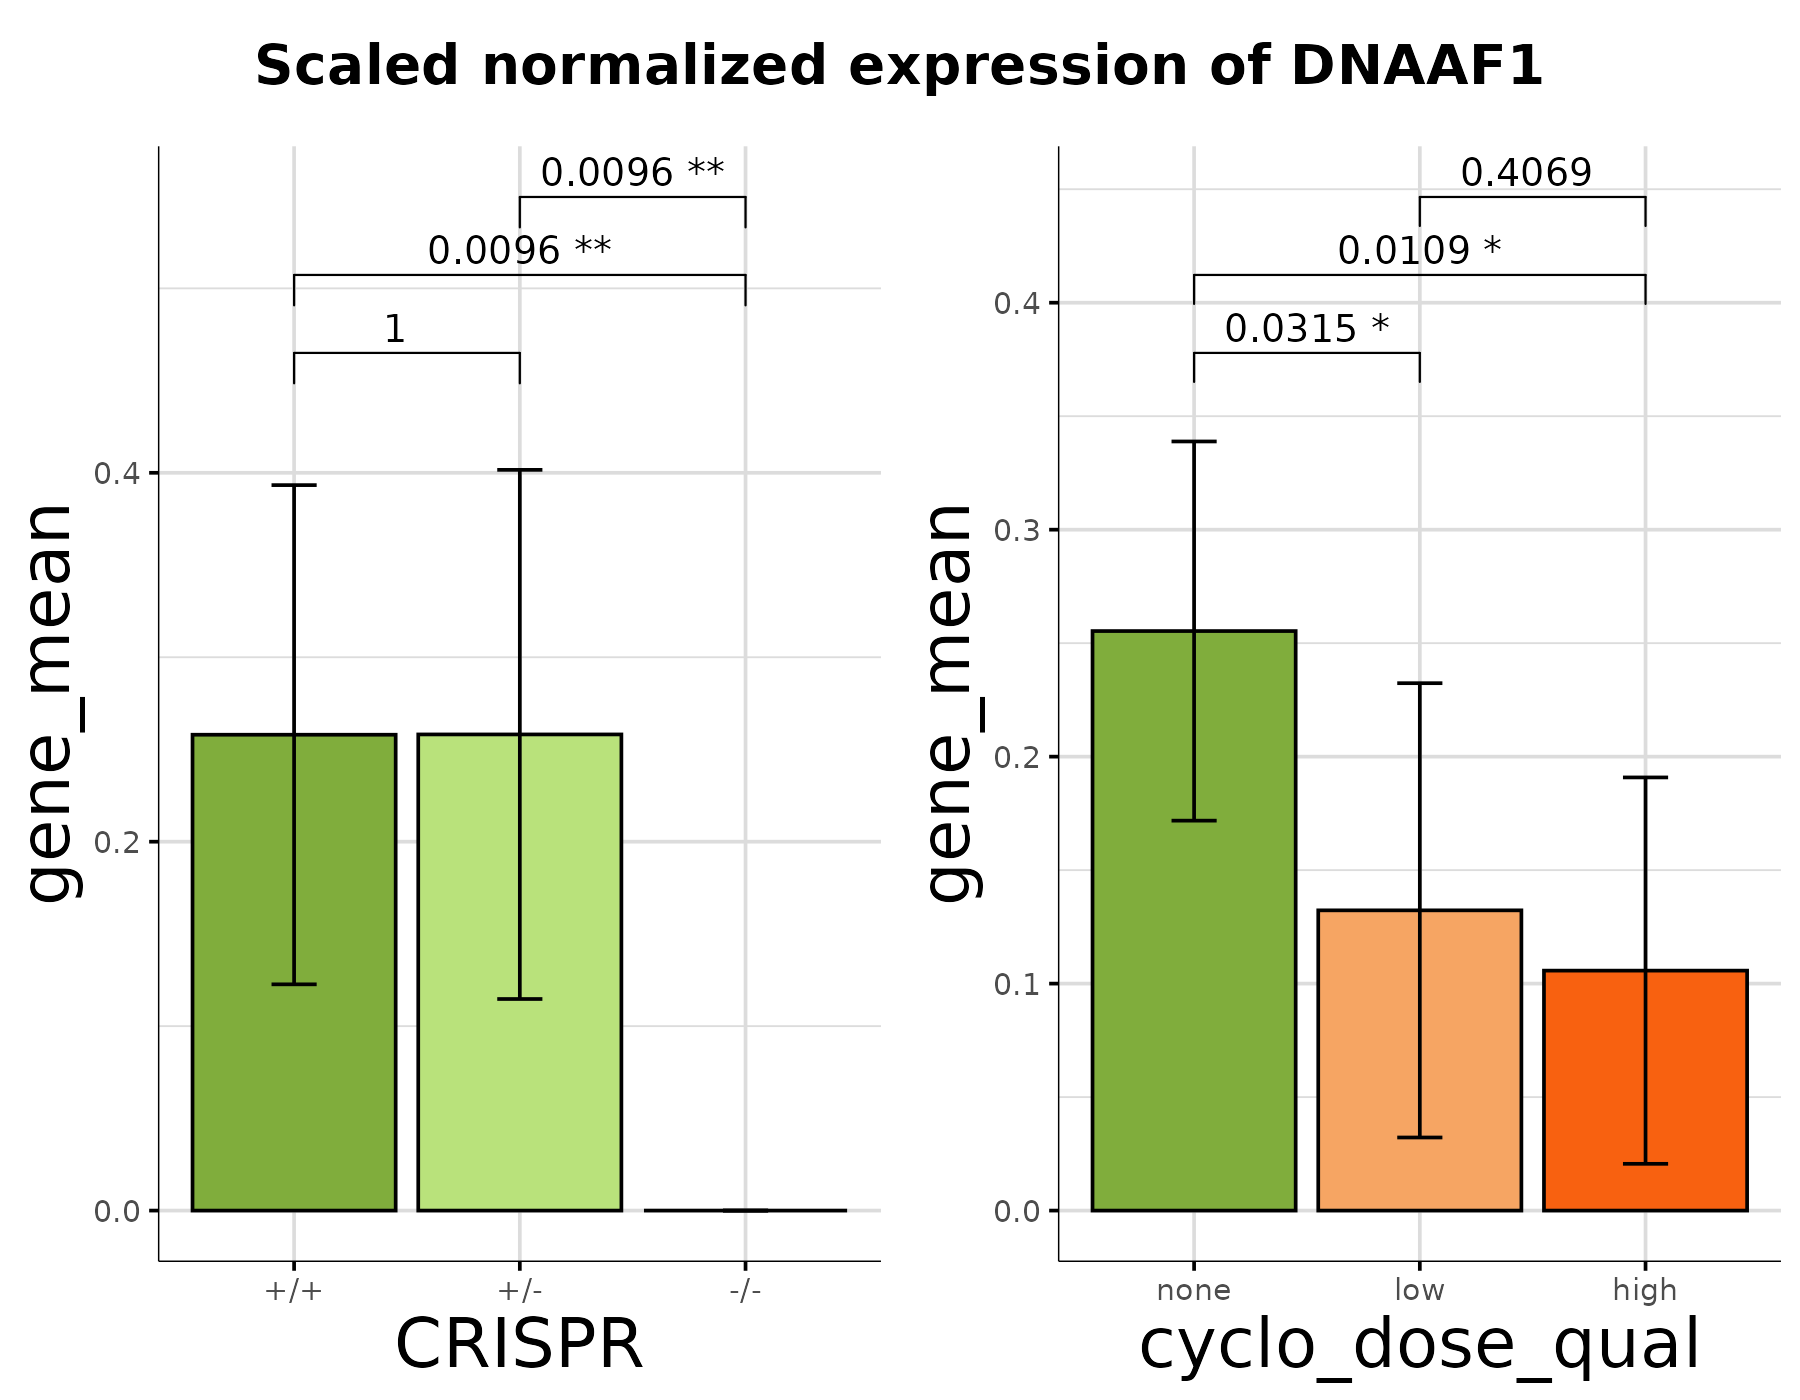 Scaled normalized expression of DNAAF1
0.0096 **
0.0096 **
1
0.4
0.2
0.0
gene_mean
+/+ +/- -/-
CRISPR
0.4069
0.0109 *
0.0315 *
0.4
0.3
0.2
0.1
0.0
gene_mean
none low high
cyclo_dose_qual